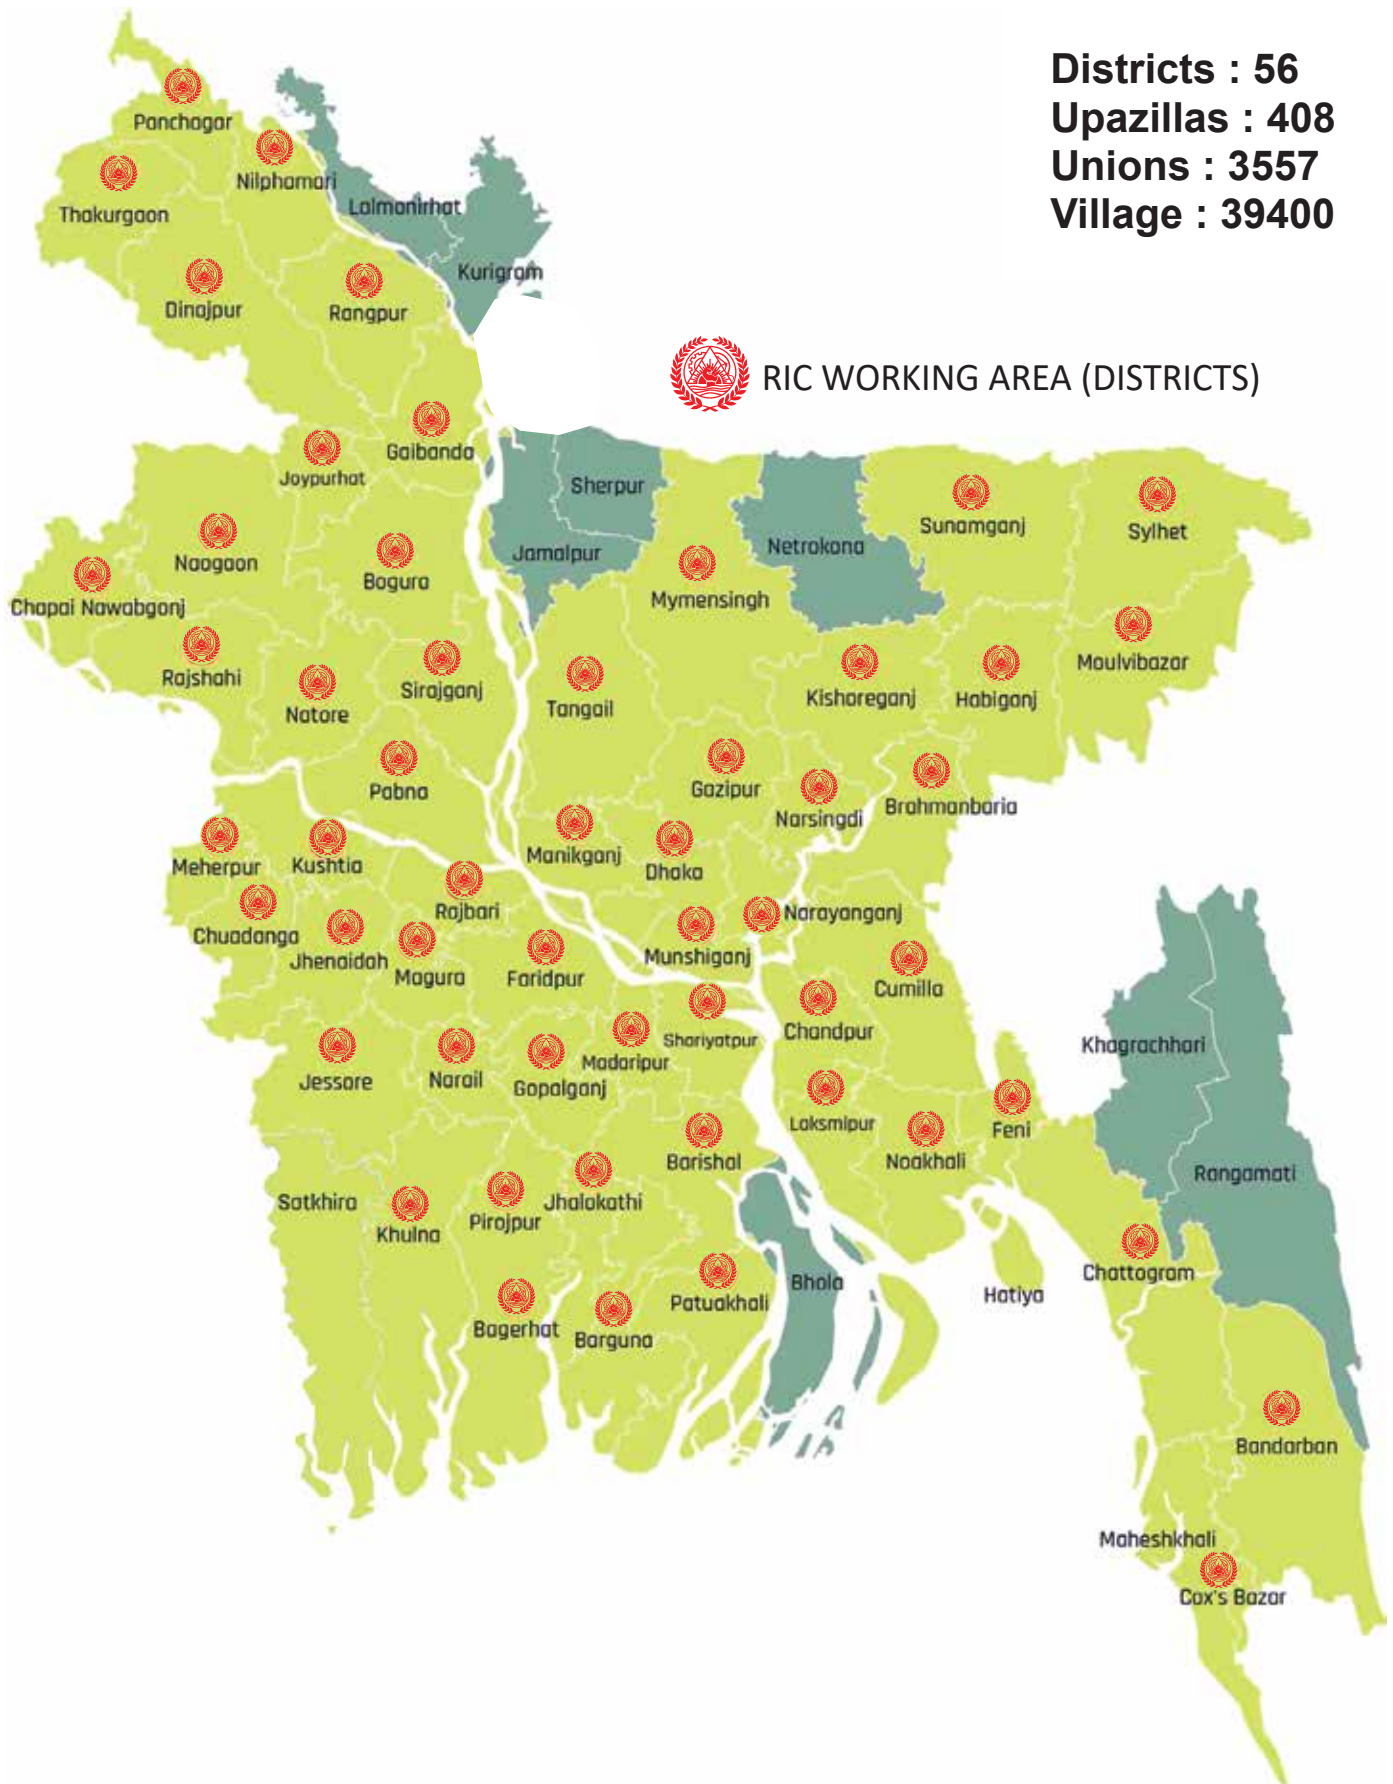 Districts : 56
Upazillas : 408
Unions : 3557
Village : 39400
RIC WORKING AREA (DISTRICTS)
Panchagar
Nilphamari
Thakurgaon
Lalmonirhat
Kurigram
Dinajpur
Rangpur
Gaibanda
Joypurhat
Sherpur
Jamalpur
Netrokona
Sunamganj
Sylhet
Naogaon
Bogura
Mymensingh
Chapai Nawabgonj
Rajshahi
Sirajganj
Natore
Tangail
Kishoreganj
Habiganj
Moulvibazar
Pabna
Gazipur
Narsingdi
Brahmanbaria
Meherpur
Kushtia
Manikganj
Dhaka
Rajbari
Narayanganj
Chuadanga
Jhenaidah
Magura
Faridpur
Munshiganj
Cumilla
Chandpur
Shariyatpur
Madaripur
Khagrachhari
Jessore
Narail
Gopalganj
Laksmipur
Noakhali
Feni
Barishal
Rangamati
Satkhira
Khulna
Pirojpur
Jhalokathi
Chattogram
Bhola
Hatiya
Patuakhali
Bagerhat
Barguna
Bandarban
Maheshkhali
Cox's Bazar